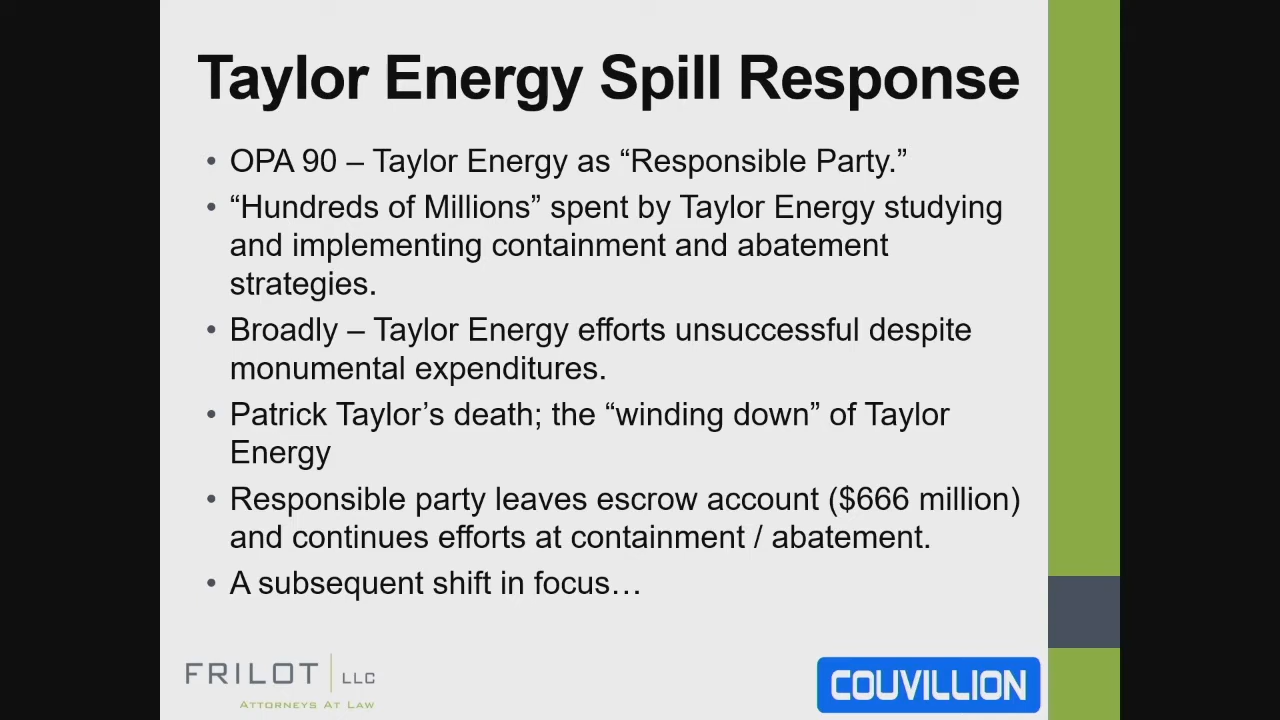 Taylor Energy Spill Response
• OPA 90 – Taylor Energy as “Responsible Party.”
• “Hundreds of Millions” spent by Taylor Energy studying
and implementing containment and abatement
strategies.
• Broadly – Taylor Energy efforts unsuccessful despite
monumental expenditures.
• Patrick Taylor’s death; the “winding down” of Taylor
Energy
• Responsible party leaves escrow account ($666 million)
and continues efforts at containment / abatement.
• A subsequent shift in focus…
FRILOT LLC
ATTORNEYS AT LAW
COUVILLION